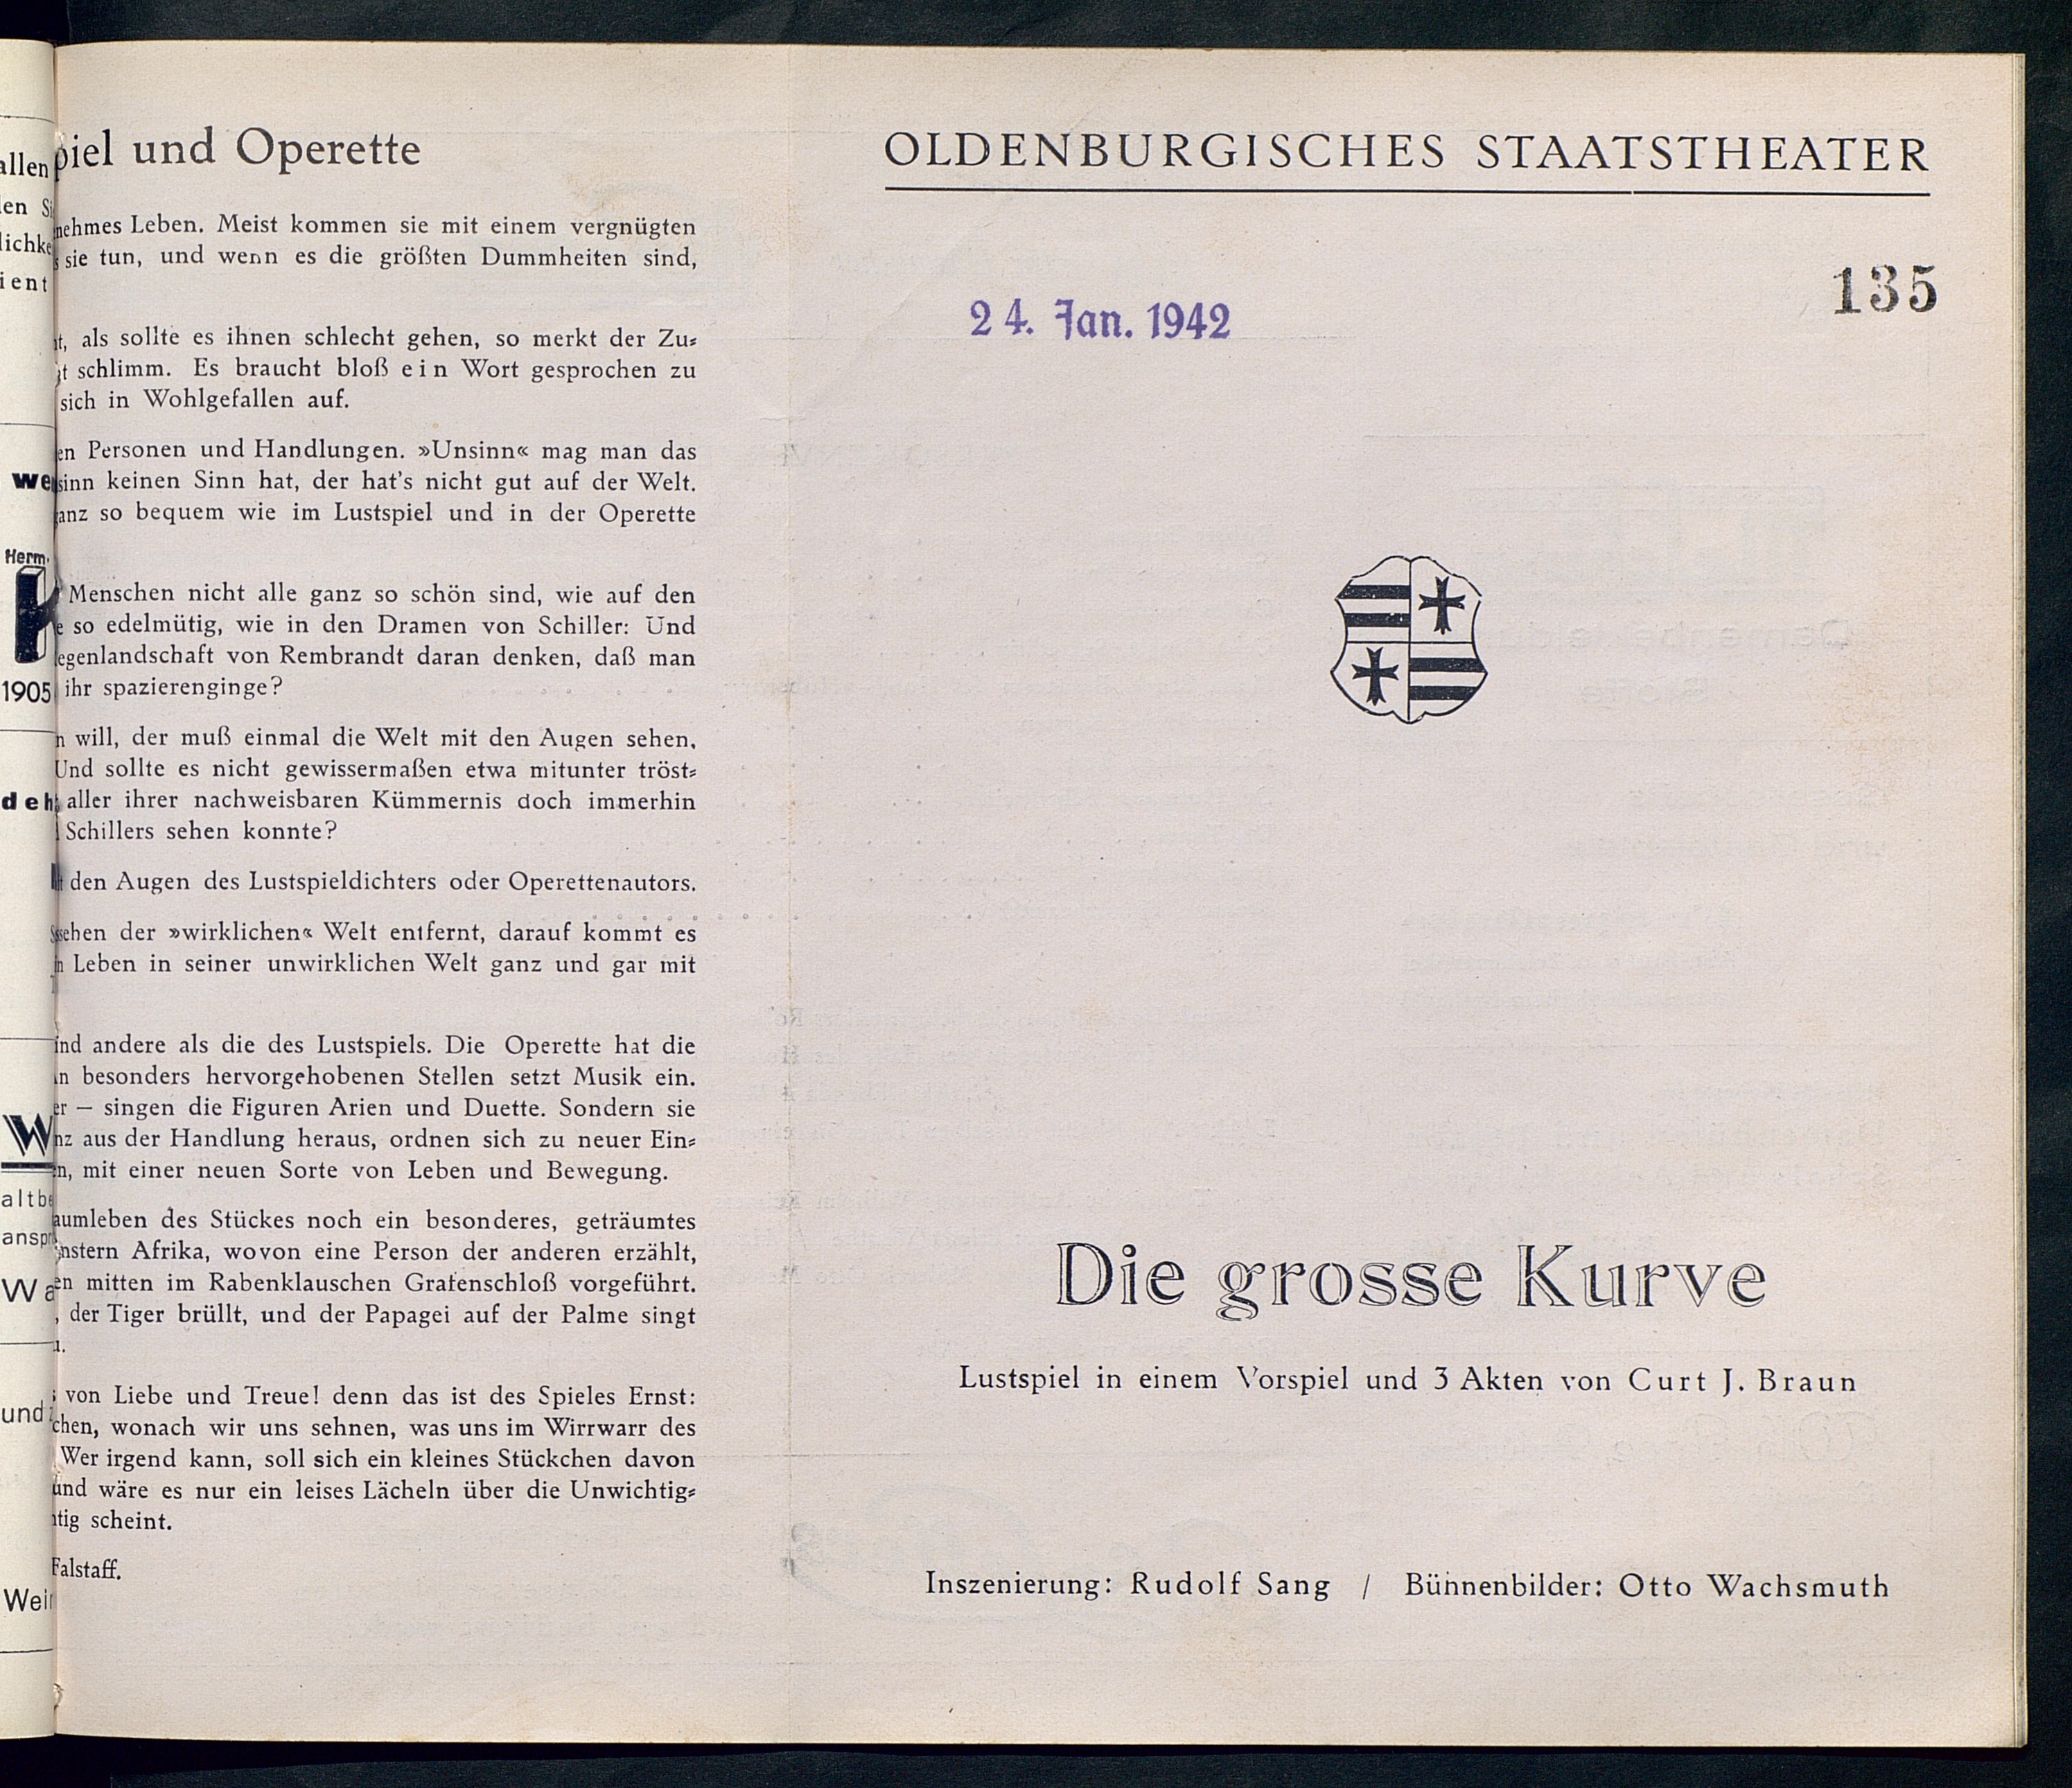 allen
den
lichke
ient
we
Herm.
1905
deh
W
altbe
anspr
Wa
und
Wein
piel und Operette
nehmes Leben. Meist kommen sie mit einem vergnügten
sie tun, und wenn es die größten Dummheiten sind,
als sollte es ihnen schlecht gehen, so merkt der Zu⸗
schlimm. Es braucht bloß ein Wort gesprochen zu
sich in Wohlgefallen auf.
en Personen und Handlungen. »Unsinn« mag man das
sinn keinen Sinn hat, der hat's nicht gut auf der Welt.
anz so bequem wie im Lustspiel und in der Operette
Menschen nicht alle ganz so schön sind, wie auf den
e so edelmütig, wie in den Dramen von Schiller: Und
egenlandschaft von Rembrandt daran denken, daß man
ihr spazierenginge?
n will, der muß einmal die Welt mit den Augen sehen,
Und sollte es nicht gewissermaßen etwa mitunter tröst⸗
aller ihrer nachweisbaren Kümmernis doch immerhin
Schillers sehen konnte?
den Augen des Lustspieldichters oder Operettenautors.
sehen der »wirklichen« Welt entfernt, darauf kommt es
n Leben in seiner unwirklichen Welt ganz und gar mit
ind andere als die des Lustspiels. Die Operette hat die
n besonders hervorgehobenen Stellen setzt Musik ein.
er – singen die Figuren Arien und Duette. Sondern sie
nz aus der Handlung heraus, ordnen sich zu neuer Ein⸗
n, mit einer neuen Sorte von Leben und Bewegung.
aumleben des Stückes noch ein besonderes, geträumtes
nstern Afrika, wovon eine Person der anderen erzählt,
en mitten im Rabenklauschen Grafenschloß vorgeführt.
, der Tiger brüllt, und der Papagei auf der Palme singt
u.
von Liebe und Treue! denn das ist des Spieles Ernst:
chen, wonach wir uns sehnen, was uns im Wirrwarr des
Wer irgend kann, soll sich ein kleines Stückchen davon
und wäre es nur ein leises Lächeln über die Unwichtig⸗
tig scheint.
Falstaff.
OLDENBURGISCHES STAATSTHEATER
135
24. Jan. 1942
Die grosse Kurve
Lustspiel in einem Vorspiel und 3 Akten von Curt J. Braun
Inszenierung: Rudolf Sang / Bühnenbilder: Otto Wachsmuth